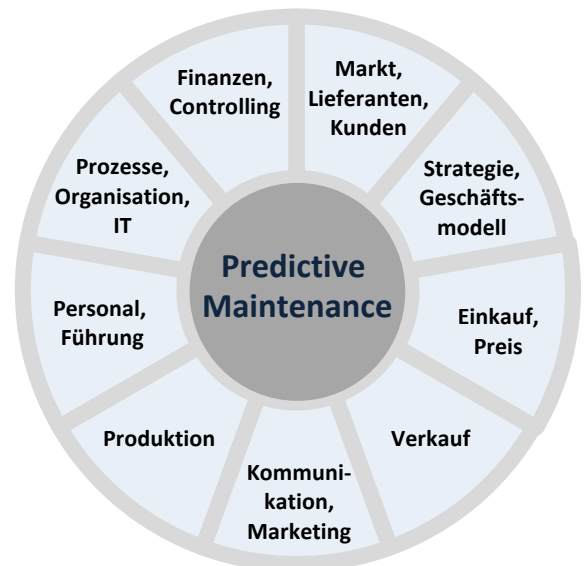 Finanzen,
Controlling
Markt,
Lieferanten,
Kunden
Strategie,
Geschäfts-
modell
Einkauf,
Preis
Verkauf
Kommuni-
kation,
Marketing
Produktion
Personal,
Führung
Prozesse,
Organisation,
IT
Predictive
Maintenance